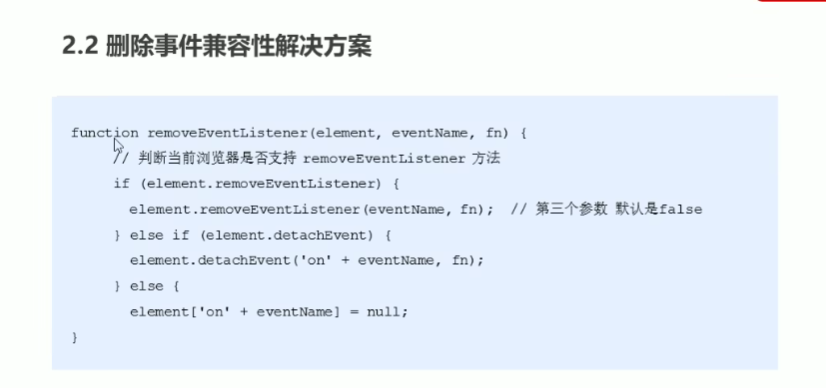 2.2 删除事件兼容性解决方案
function removeEventListener(element, eventName, fn) {
// 判断当前浏览器是否支持 removeEventListener 方法
if (element.removeEventListener) {
element.removeEventListener(eventName, fn); // 第三个参数 默认是false
} else if (element.detachEvent) {
element.detachEvent('on' + eventName, fn);
} else {
element['on' + eventName] = null;
}